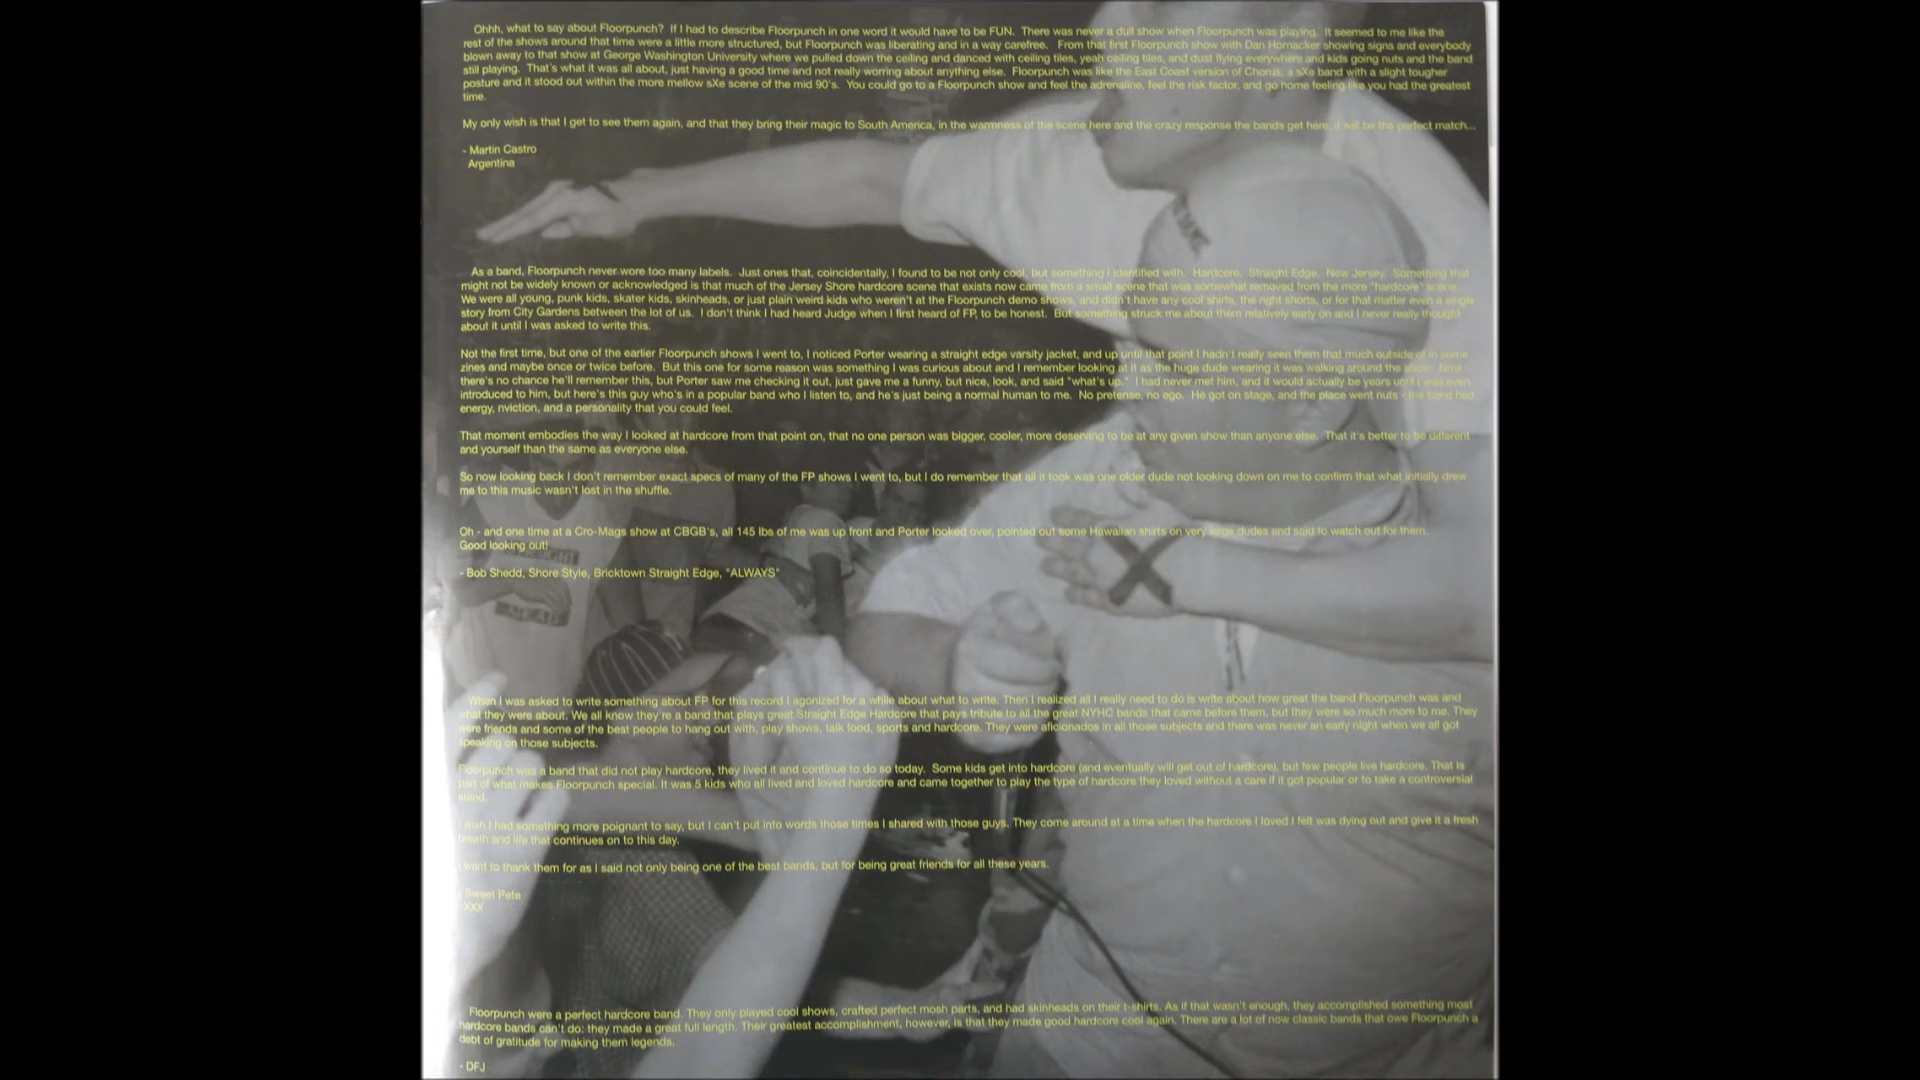 Ohhh, what to say about Floorpunch? If I had to describe Floorpunch in one word it would have to be FUN. There was never a dull show when Floorpunch was playing. It seemed to me like the
rest of the shows around that time were a little more structured, but Floorpunch was liberating and in a way carefree. From that first Floorpunch show with Dan Hornacker showing signs and everybody
blown away to that show at George Washington University where we pulled down the ceiling and danced with ceiling tiles, yeah ceiling tiles, and dust flying everywhere and kids going nuts and the band
still playing. That's what it was all about, just having a good time and not really worring about anything else. Floorpunch was like the East Coast version of Chorus, a sXe band with a slight tougher
posture and it stood out within the more mellow sXe scene of the mid 90's. You could go to a Floorpunch show and feel the adrenaline, feel the risk factor, and go home feeling like you had the greatest
time.
My only wish is that I get to see them again, and that they bring their magic to South America, in the warmness of the scene here and the crazy response the bands get here, it will be the perfect match...
- Martin Castro
Argentina
As a band, Floorpunch never wore too many labels. Just ones that, coincidentally, I found to be not only cool, but something I identified with. Hardcore. Straight Edge. New Jersey. Something that
might not be widely known or acknowledged is that much of the Jersey Shore hardcore scene that exists now came from a small scene that was somewhat removed from the more "hardcore" scene.
We were all young, punk kids, skater kids, skinheads, or just plain weird kids who weren't at the Floorpunch demo shows, and didn't have any cool shirts, the right shorts, or for that matter even a single
story from City Gardens between the lot of us. I don't think I had heard Judge when I first heard of FP, to be honest. But something struck me about them relatively early on and I never really thought
about it until I was asked to write this.
Not the first time, but one of the earlier Floorpunch shows I went to, I noticed Porter wearing a straight edge varsity jacket, and up until that point I hadn't really seen them that much outside of in some
zines and maybe once or twice before. But this one for some reason was something I was curious about and I remember looking at it as the huge dude wearing it was walking around the show. Now
there's no chance he'll remember this, but Porter saw me checking it out, just gave me a funny, but nice, look, and said "what's up." I had never met him, and it would actually be years until I was even
introduced to him, but here's this guy who's in a popular band who I listen to, and he's just being a normal human to me. No pretense, no ego. He got on stage, and the place went nuts - the band had
energy, nviction, and a personality that you could feel.
That moment embodies the way I looked at hardcore from that point on, that no one person was bigger, cooler, more deserving to be at any given show than anyone else. That it's better to be different
and yourself than the same as everyone else.
So now looking back I don't remember exact specs of many of the FP shows I went to, but I do remember that all it took was one older dude not looking down on me to confirm that what initially drew
me to this music wasn't lost in the shuffle.
Oh - and one time at a Cro-Mags show at CBGB's, all 145 lbs of me was up front and Porter looked over, pointed out some Hawaiian shirts on very large dudes and said to watch out for them.
Good looking out!
- Bob Shedd, Shore Style, Bricktown Straight Edge, "ALWAYS"
AHEAD
When I was asked to write something about FP for this record I agonized for a while about what to write. Then I realized all I really need to do is write about how great the band Floorpunch was and
what they were about. We all know they're a band that plays great Straight Edge Hardcore that pays tribute to all the great NYHC bands that came before them, but they were so much more to me. They
were friends and some of the best people to hang out with, play shows, talk food, sports and hardcore. They were aficionados in all those subjects and there was never an early night when we all got
speaking on those subjects.
Floorpunch was a band that did not play hardcore, they lived it and continue to do so today. Some kids get into hardcore (and eventually will get out of hardcore), but few people live hardcore. That is
part of what makes Floorpunch special. It was 5 kids who all lived and loved hardcore and came together to play the type of hardcore they loved without a care if it got popular or to take a controversial
stand.
I wish I had something more poignant to say, but I can't put into words those times I shared with those guys. They come around at a time when the hardcore I loved I felt was dying out and give it a fresh
breath and life that continues on to this day.
I want to thank them for as I said not only being one of the best bands, but for being great friends for all these years.
- Sweet Pete
XXX
Floorpunch were a perfect hardcore band. They only played cool shows, crafted perfect mosh parts, and had skinheads on their t-shirts. As if that wasn't enough, they accomplished something most
hardcore bands can't do: they made a great full length. Their greatest accomplishment, however, is that they made good hardcore cool again. There are a lot of now classic bands that owe Floorpunch a
debt of gratitude for making them legends.
- DFJ